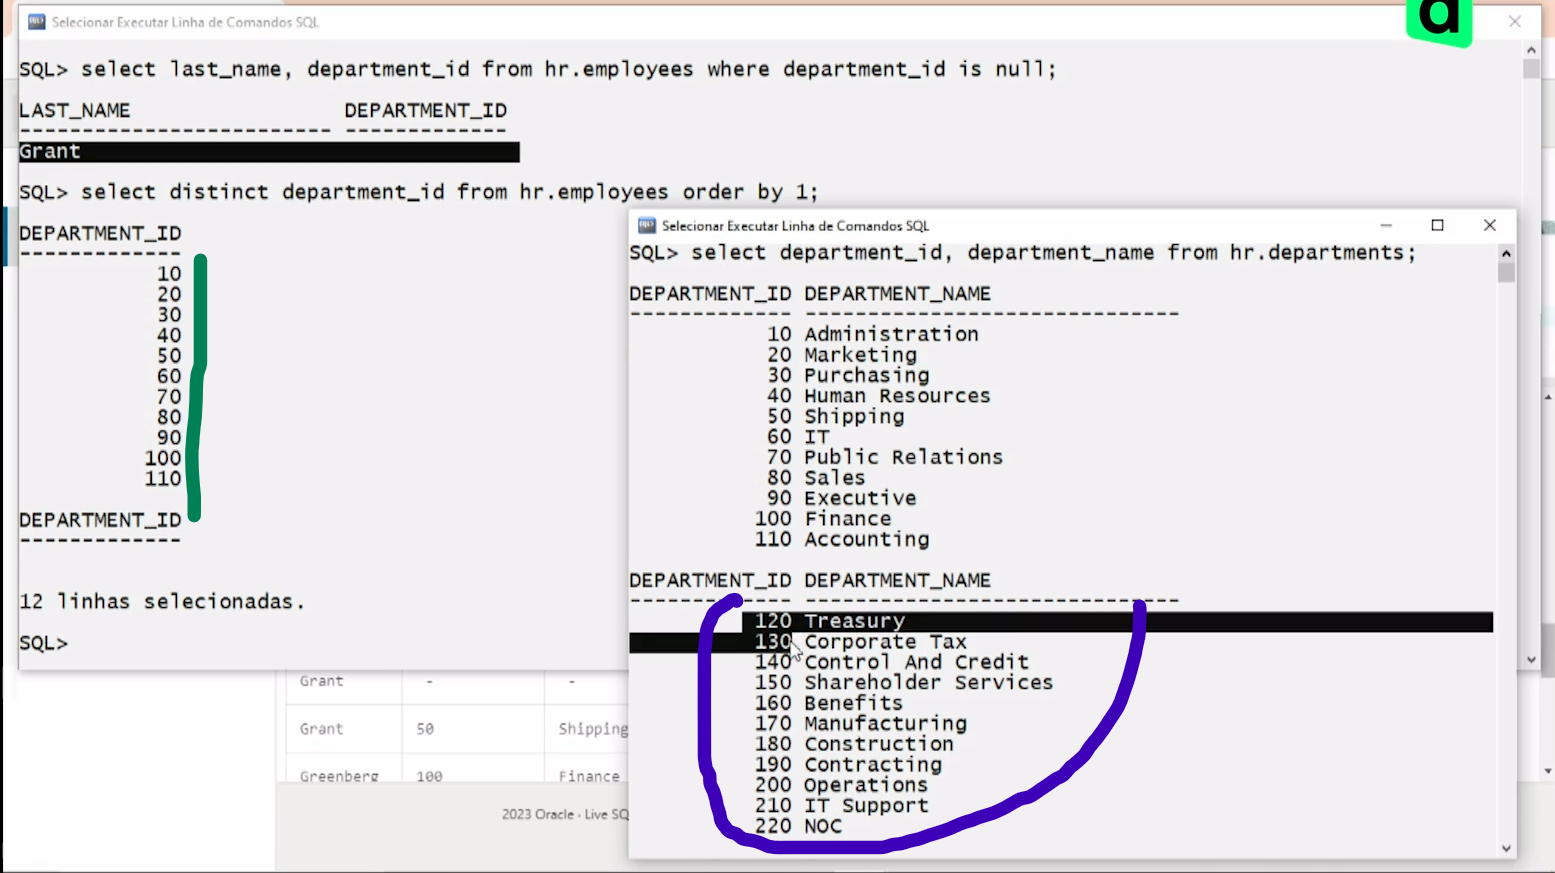 d
Selecionar Executar Linha de Comandos SQL
SQL> select last_name, department_id from hr.employees where department_id is null;
LAST_NAME DEPARTMENT_ID
------------------------- -------------
Grant
SQL> select distinct department_id from hr.employees order by 1;
DEPARTMENT_ID
-------------
10
20
30
40
50
60
70
80
90
100
110
DEPARTMENT_ID
-------------
12 linhas selecionadas.
SQL>
Selecionar Executar Linha de Comandos SQL
SQL> select department_id, department_name from hr.departments;
DEPARTMENT_ID DEPARTMENT_NAME
------------- ------------------------------
10 Administration
20 Marketing
30 Purchasing
40 Human Resources
50 Shipping
60 IT
70 Public Relations
80 Sales
90 Executive
100 Finance
110 Accounting
DEPARTMENT_ID DEPARTMENT_NAME
------------- ------------------------------
120 Treasury
130 Corporate Tax
140 Control And Credit
150 Shareholder Services
160 Benefits
170 Manufacturing
180 Construction
190 Contracting
200 Operations
210 IT Support
220 NOC
Grant - -
Grant 50 Shipping
Greenberg 100 Finance
2023 Oracle · Live SQ